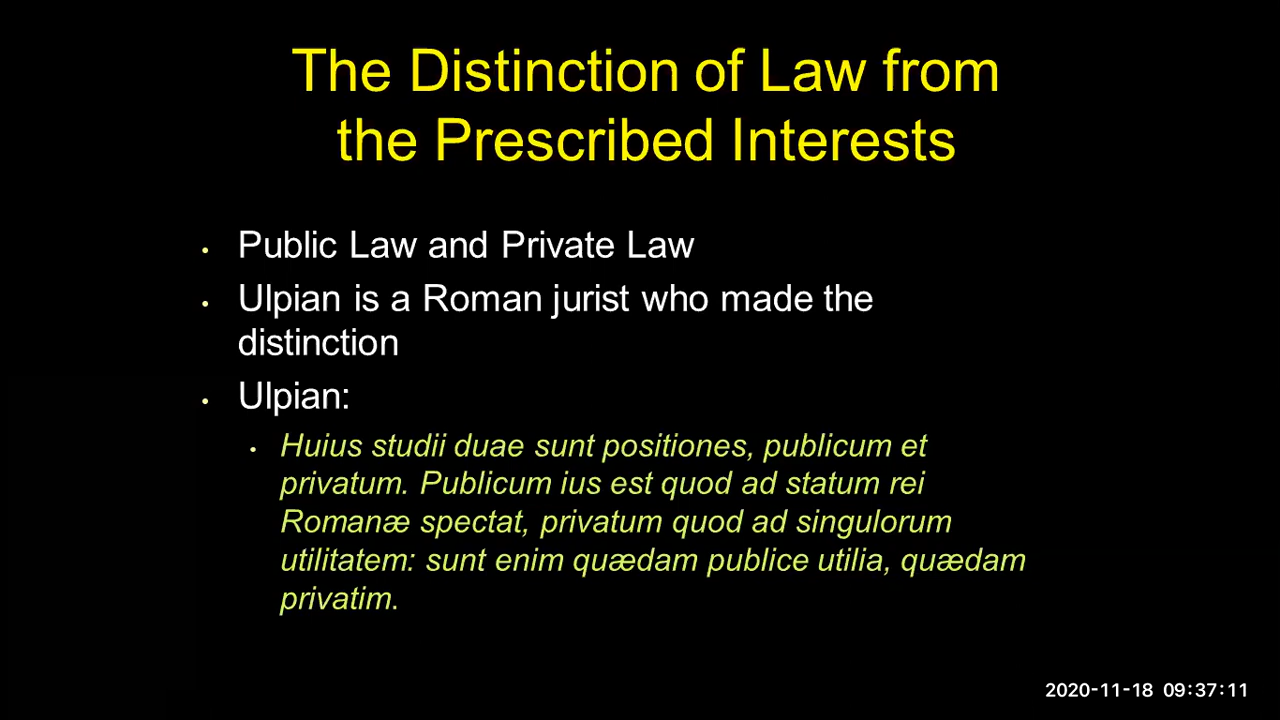 The Distinction of Law from
the Prescribed Interests
• Public Law and Private Law
• Ulpian is a Roman jurist who made the
distinction
• Ulpian:
• Huius studii duae sunt positiones, publicum et
privatum. Publicum ius est quod ad statum rei
Romanæ spectat, privatum quod ad singulorum
utilitatem: sunt enim quædam publice utilia, quædam
privatim.
2020-11-18 09:37:11